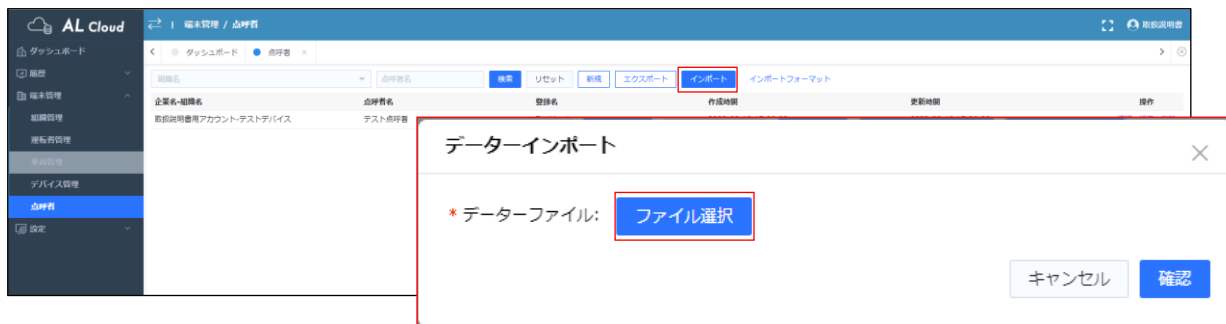 AL Cloud
端末管理 / 点呼者
取扱説明書
ダッシュボード
ダッシュボード 点呼者 ×
履歴
組織名 点呼者名 検索 リセット 新規 エクスポート インポート インポートフォーマット
端末管理
企業名-組織名 点呼者名 登録名 作成時間 更新時間 操作
組織管理
取扱説明書用アカウント-テストデバイス テスト点呼者
運転者管理
車両管理
デバイス管理
点呼者
設定
データーインポート
* データーファイル: ファイル選択
キャンセル 確認